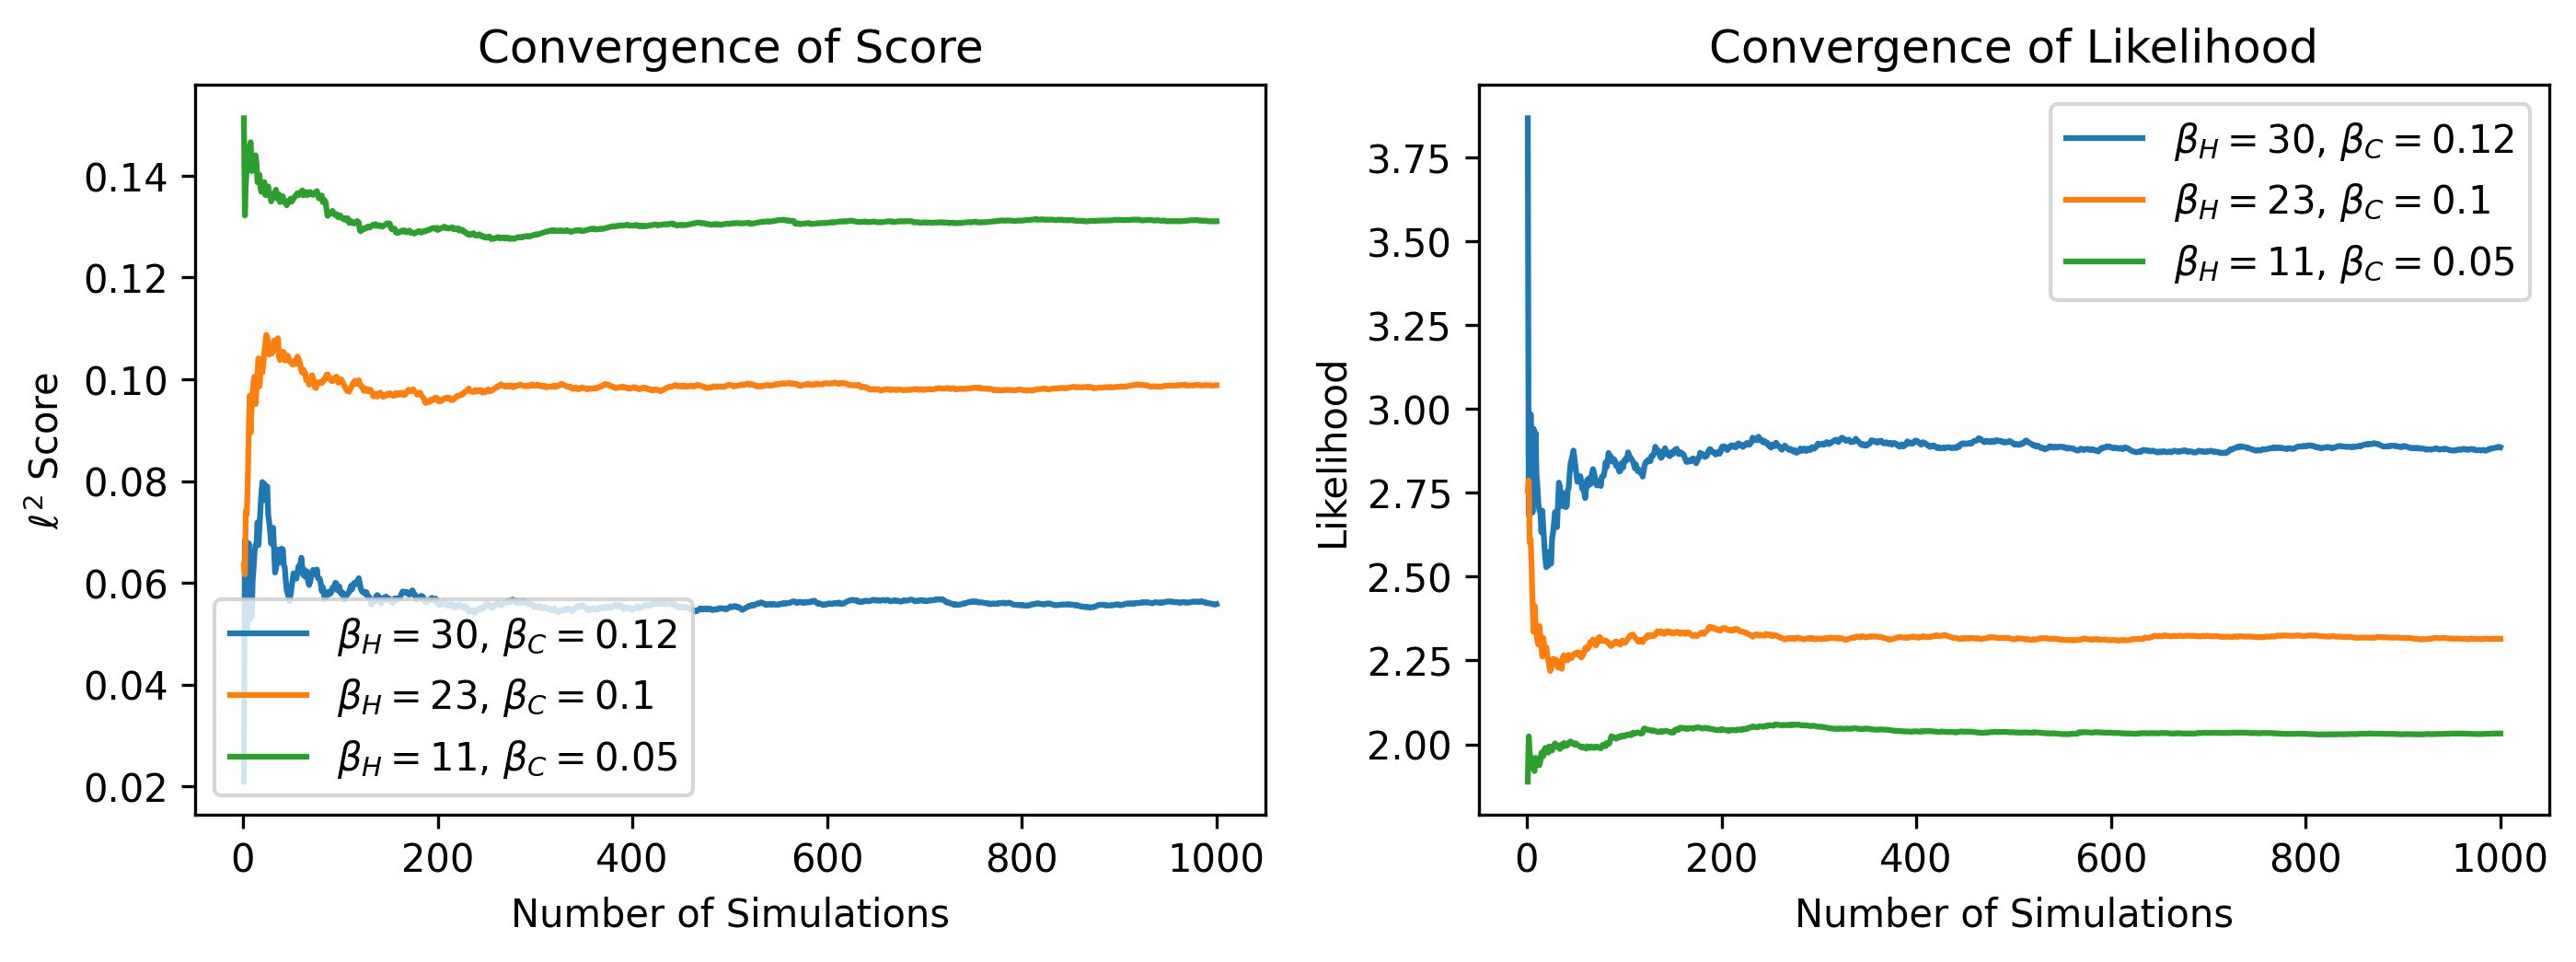 Convergence of Score
ℓ² Score
0.14
0.12
0.10
0.08
0.06
0.04
0.02
β_H = 30, β_C = 0.12
β_H = 23, β_C = 0.1
β_H = 11, β_C = 0.05
0 200 400 600 800 1000
Number of Simulations
Convergence of Likelihood
Likelihood
3.75
3.50
3.25
3.00
2.75
2.50
2.25
2.00
β_H = 30, β_C = 0.12
β_H = 23, β_C = 0.1
β_H = 11, β_C = 0.05
0 200 400 600 800 1000
Number of Simulations